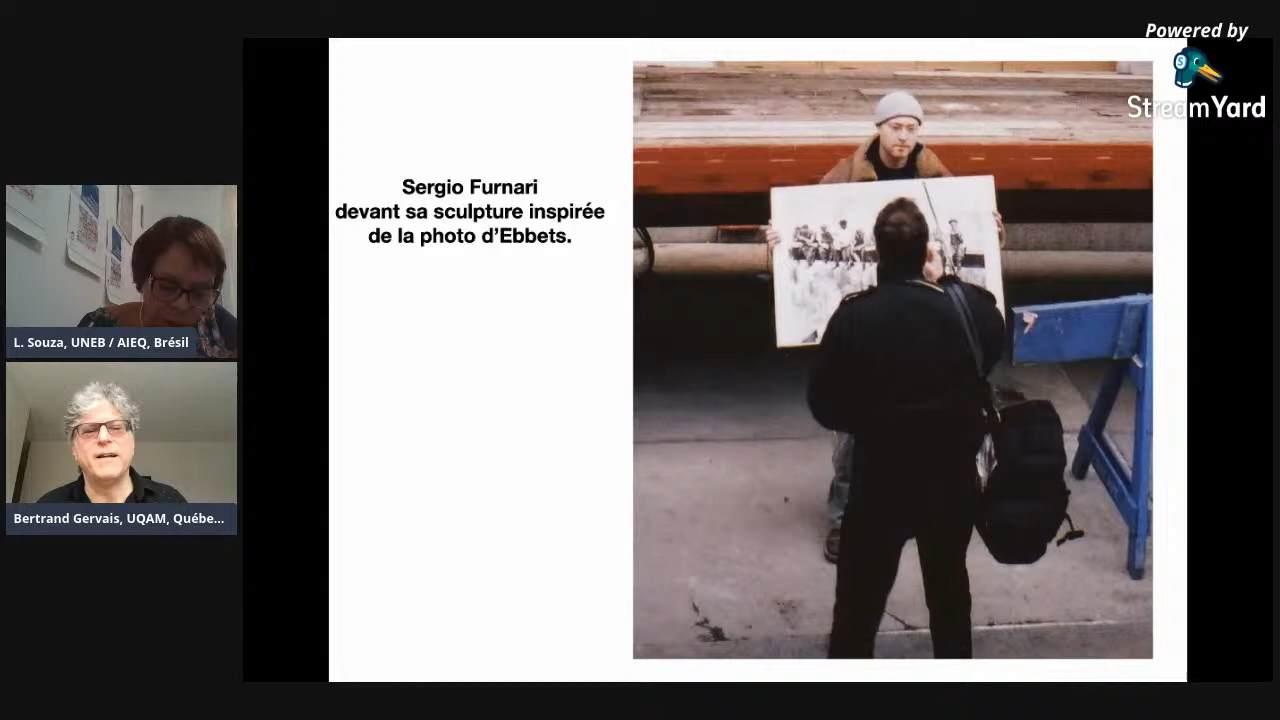 Powered by
StreamYard
Sergio Furnari
devant sa sculpture inspirée
de la photo d’Ebbets.
L. Souza, UNEB / AIEQ, Brésil
Bertrand Gervais, UQAM, Québe...